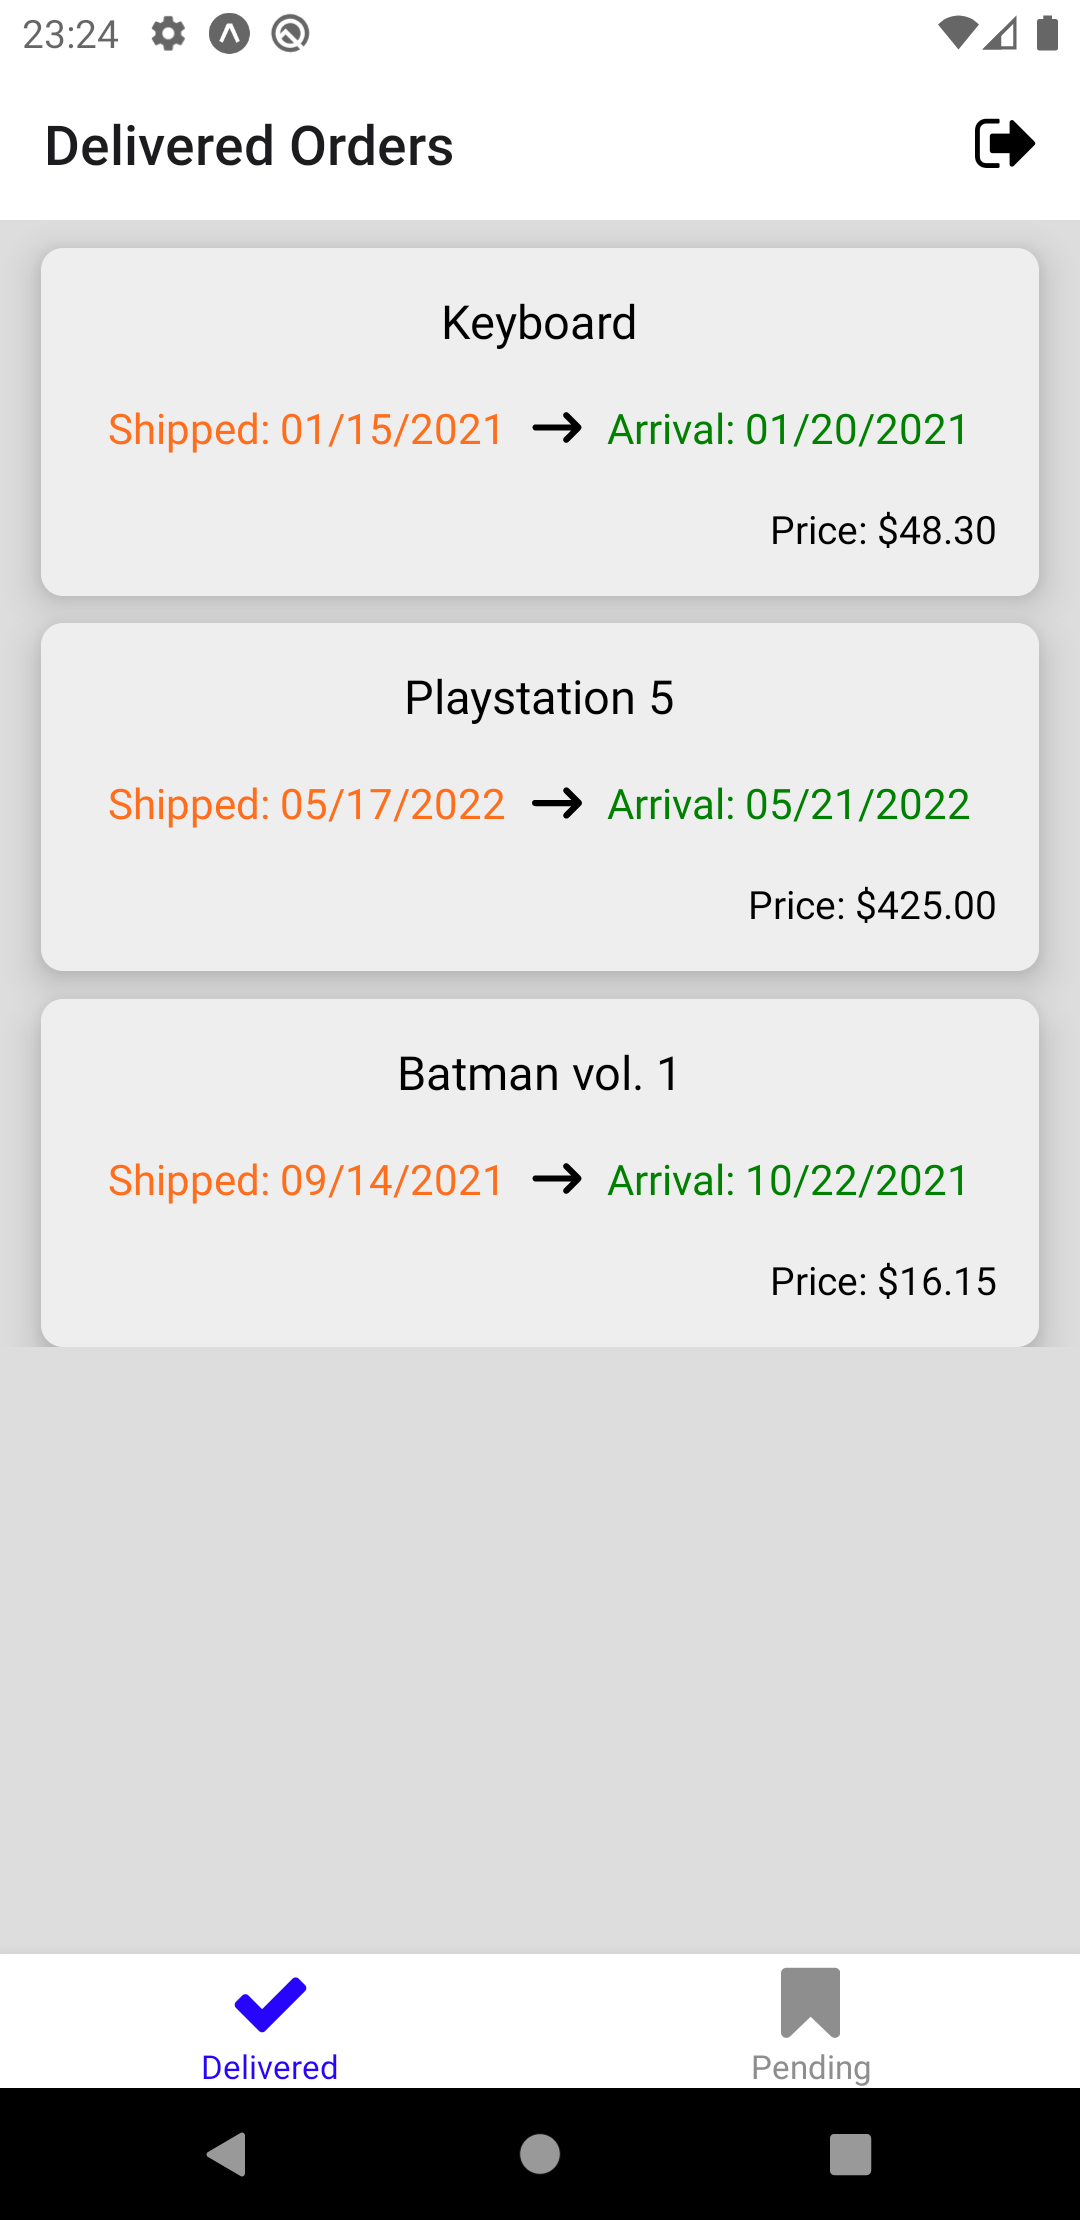 23:24
Delivered Orders
Keyboard
Shipped: 01/15/2021 → Arrival: 01/20/2021
Price: $48.30
Playstation 5
Shipped: 05/17/2022 → Arrival: 05/21/2022
Price: $425.00
Batman vol. 1
Shipped: 09/14/2021 → Arrival: 10/22/2021
Price: $16.15
Delivered
Pending